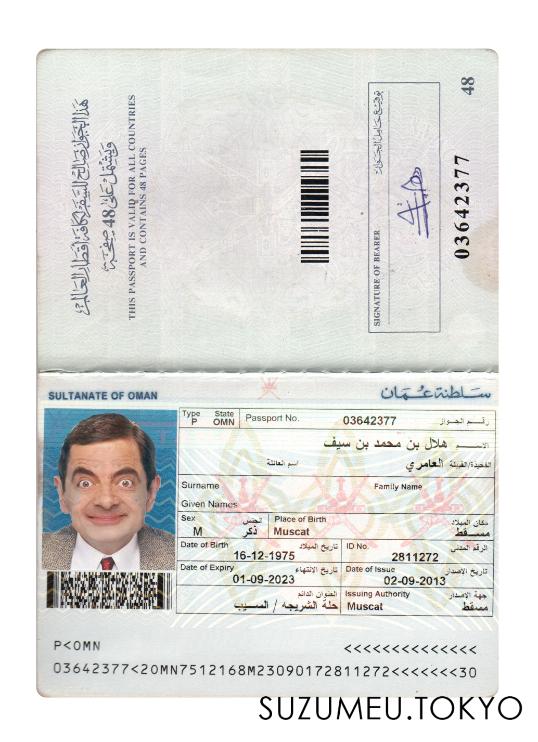 هذا الجواز صالح للسفر لكافة أقطار العالم
ويشتمل على 48 صفحة
THIS PASSPORT IS VALID FOR ALL COUNTRIES
AND CONTAINS 48 PAGES
توقيع حامل الجواز
SIGNATURE OF BEARER
48
03642377
SULTANATE OF OMAN سلطنة عمان
Type State Passport No. 03642377 رقم الجواز
P OMN
الاسم هلال بن محمد بن سيف
الفخيذة/القبيلة العامري اسم العائلة
Surname Family Name
Given Names
Sex الجنس Place of Birth مكان الميلاد
M ذكر Muscat مسقط
Date of Birth تاريخ الميلاد ID No. الرقم المدني
16-12-1975 2811272
Date of Expiry تاريخ الانتهاء Date of Issue تاريخ الاصدار
01-09-2023 02-09-2013
العنوان الدائم Issuing Authority جهة الاصدار
حلة الشريجه / السيب Muscat مسقط
P<OMN <<<<<<<<<<<<<<
03642377<20MN7512168M23090172811272<<<<<<<30
SUZUMEU.TOKYO